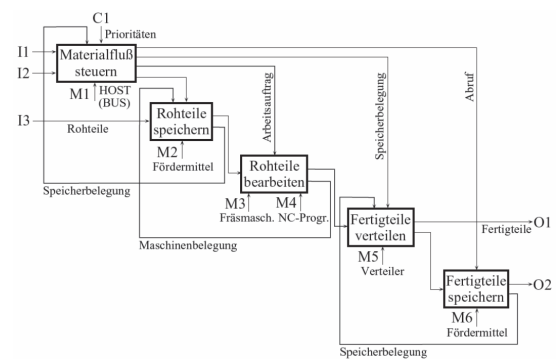 C1
Prioritäten
I1
I2
Materialfluß
steuern
M1
HOST
(BUS)
I3
Rohteile
Rohteile
speichern
M2
Fördermittel
Speicherbelegung
Arbeitsauftrag
Speicherbelegung
Abruf
Rohteile
bearbeiten
M3
M4
Fräsmasch. NC-Progr.
Maschinenbelegung
Fertigteile
verteilen
O1
Fertigteile
M5
Verteiler
Fertigteile
speichern
O2
M6
Fördermittel
Speicherbelegung